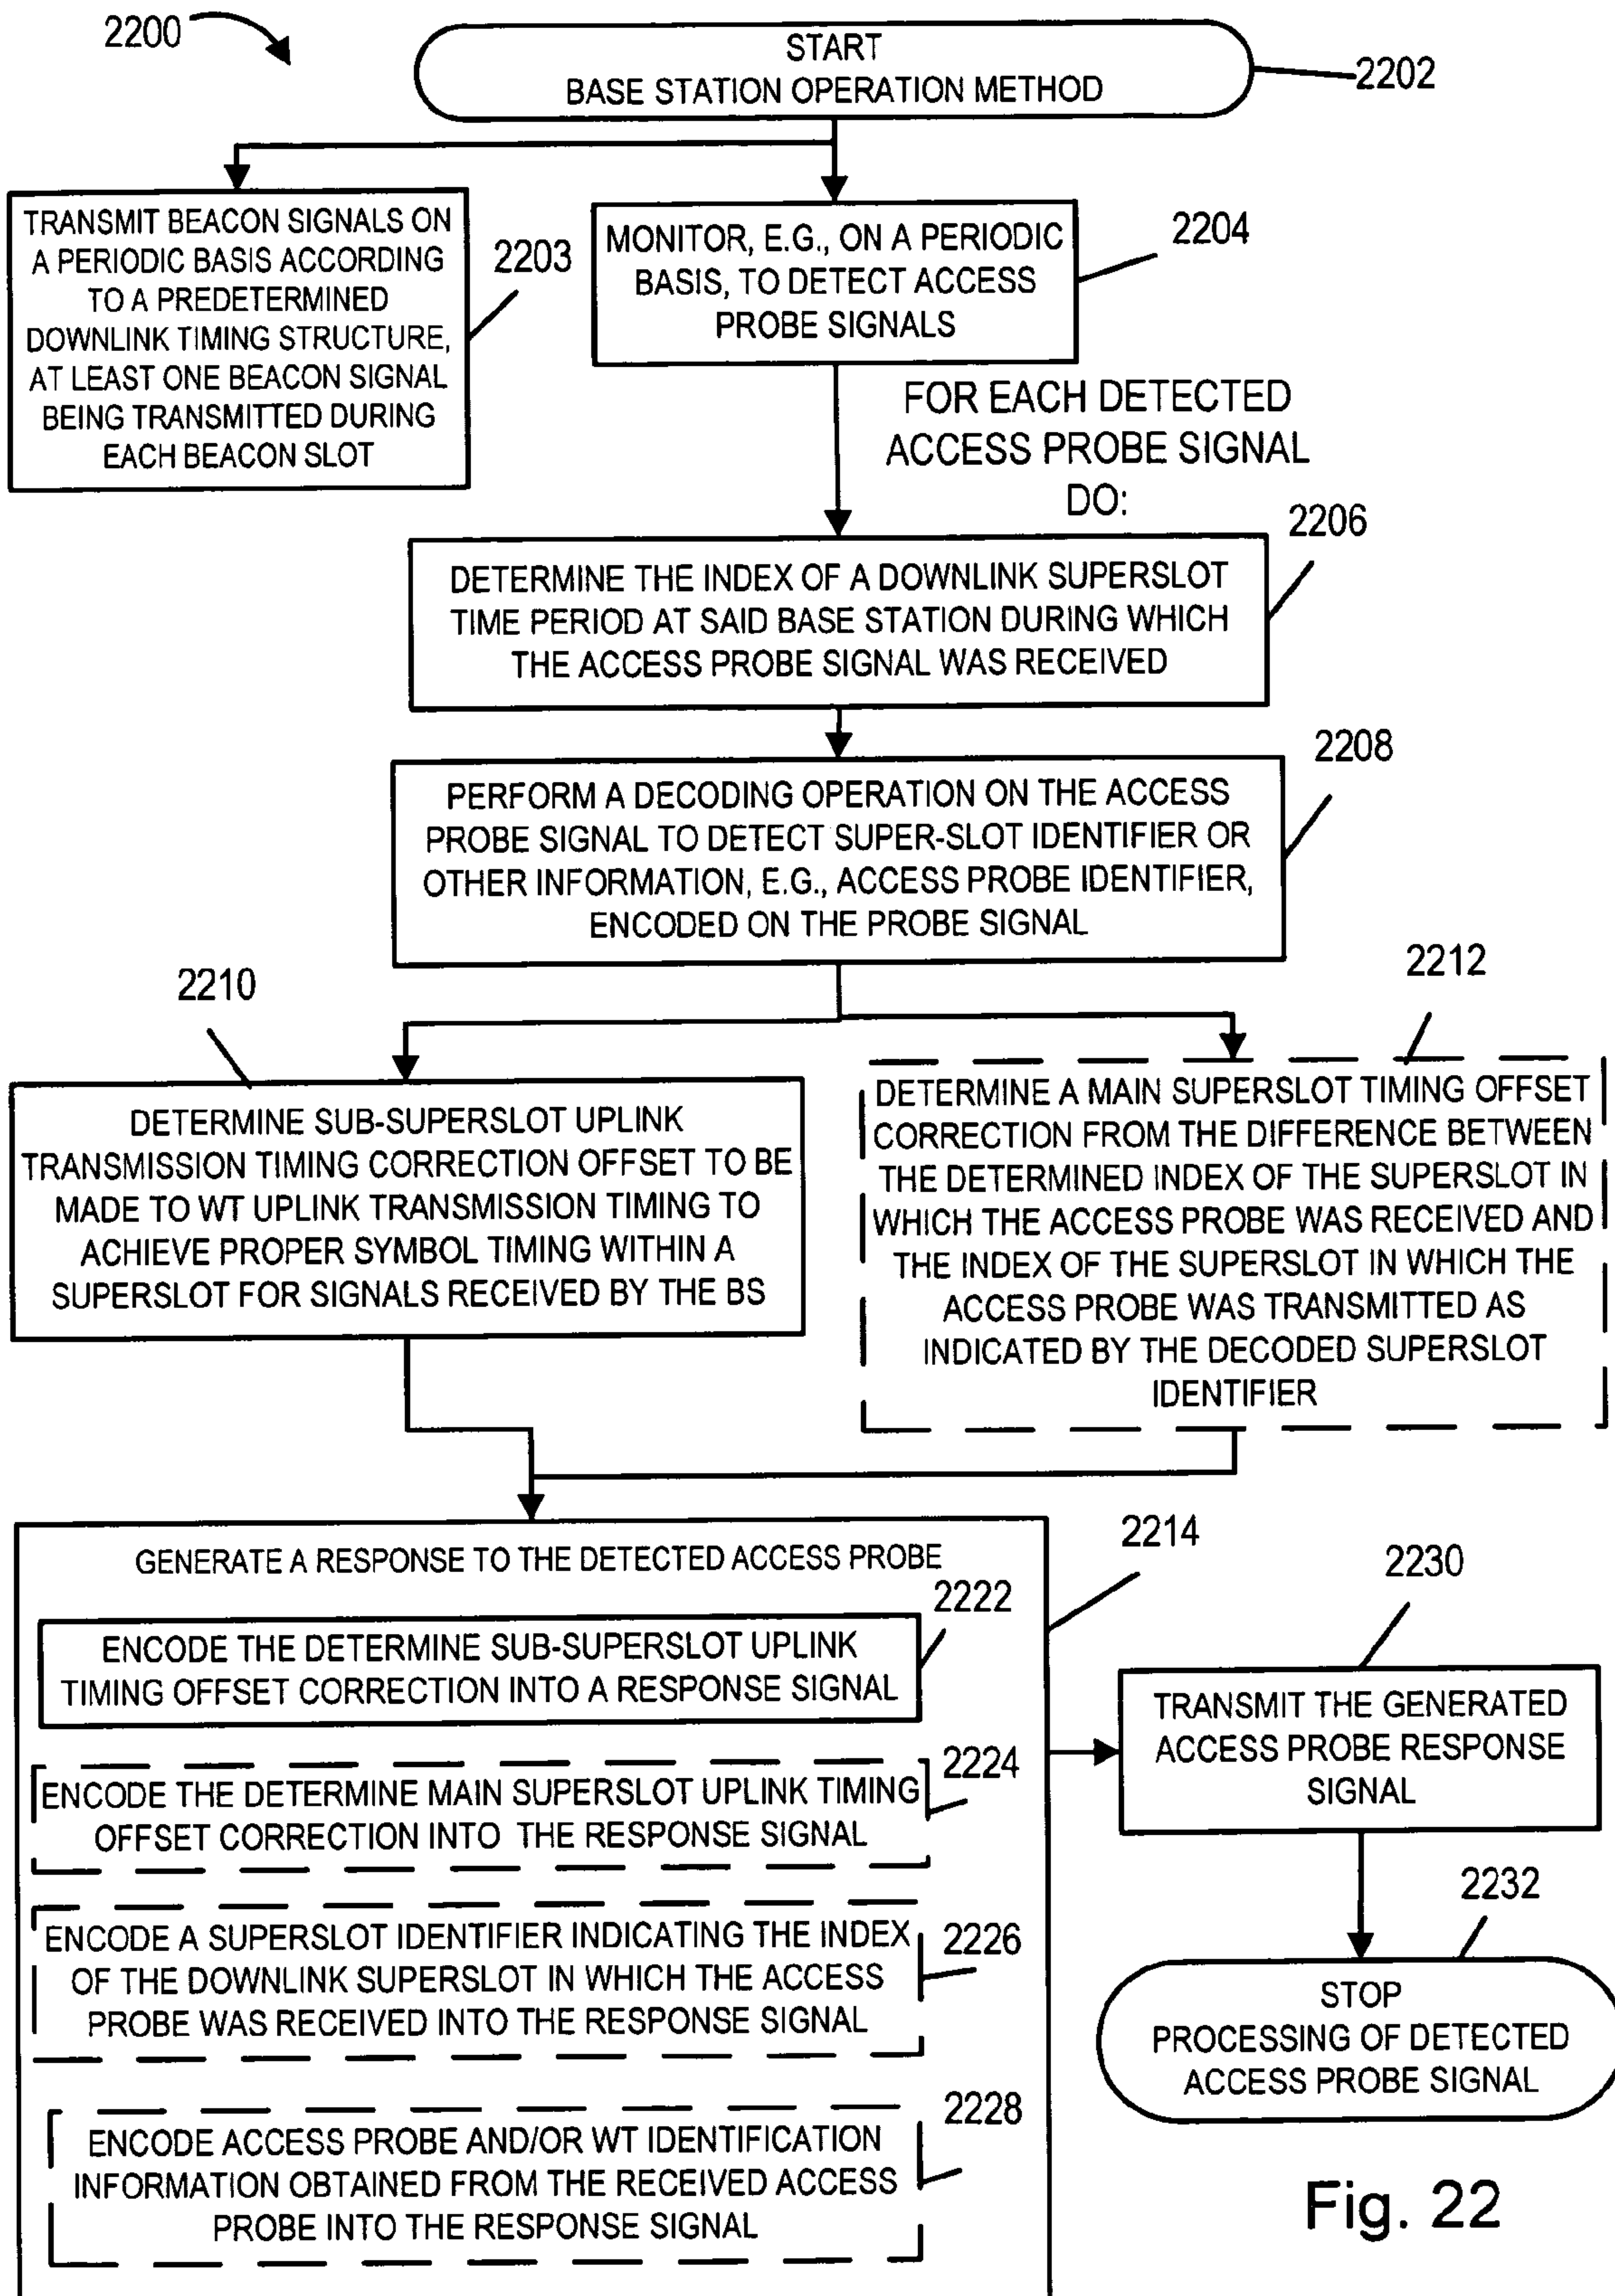 2200
START
BASE STATION OPERATION METHOD
2202
TRANSMIT BEACON SIGNALS ON
A PERIODIC BASIS ACCORDING
TO A PREDETERMINED
DOWNLINK TIMING STRUCTURE,
AT LEAST ONE BEACON SIGNAL
BEING TRANSMITTED DURING
EACH BEACON SLOT
2203
MONITOR, E.G., ON A PERIODIC
BASIS, TO DETECT ACCESS
PROBE SIGNALS
2204
FOR EACH DETECTED
ACCESS PROBE SIGNAL
DO:
2206
DETERMINE THE INDEX OF A DOWNLINK SUPERSLOT
TIME PERIOD AT SAID BASE STATION DURING WHICH
THE ACCESS PROBE SIGNAL WAS RECEIVED
2208
PERFORM A DECODING OPERATION ON THE ACCESS
PROBE SIGNAL TO DETECT SUPER-SLOT IDENTIFIER OR
OTHER INFORMATION, E.G., ACCESS PROBE IDENTIFIER,
ENCODED ON THE PROBE SIGNAL
2210
DETERMINE SUB-SUPERSLOT UPLINK
TRANSMISSION TIMING CORRECTION OFFSET TO BE
MADE TO WT UPLINK TRANSMISSION TIMING TO
ACHIEVE PROPER SYMBOL TIMING WITHIN A
SUPERSLOT FOR SIGNALS RECEIVED BY THE BS
2212
DETERMINE A MAIN SUPERSLOT TIMING OFFSET
CORRECTION FROM THE DIFFERENCE BETWEEN
THE DETERMINED INDEX OF THE SUPERSLOT IN
WHICH THE ACCESS PROBE WAS RECEIVED AND
THE INDEX OF THE SUPERSLOT IN WHICH THE
ACCESS PROBE WAS TRANSMITTED AS
INDICATED BY THE DECODED SUPERSLOT
IDENTIFIER
2214
GENERATE A RESPONSE TO THE DETECTED ACCESS PROBE
2222
ENCODE THE DETERMINE SUB-SUPERSLOT UPLINK
TIMING OFFSET CORRECTION INTO A RESPONSE SIGNAL
2224
ENCODE THE DETERMINE MAIN SUPERSLOT UPLINK TIMING
OFFSET CORRECTION INTO THE RESPONSE SIGNAL
2226
ENCODE A SUPERSLOT IDENTIFIER INDICATING THE INDEX
OF THE DOWNLINK SUPERSLOT IN WHICH THE ACCESS
PROBE WAS RECEIVED INTO THE RESPONSE SIGNAL
2228
ENCODE ACCESS PROBE AND/OR WT IDENTIFICATION
INFORMATION OBTAINED FROM THE RECEIVED ACCESS
PROBE INTO THE RESPONSE SIGNAL
2230
TRANSMIT THE GENERATED
ACCESS PROBE RESPONSE
SIGNAL
2232
STOP
PROCESSING OF DETECTED
ACCESS PROBE SIGNAL
Fig. 22